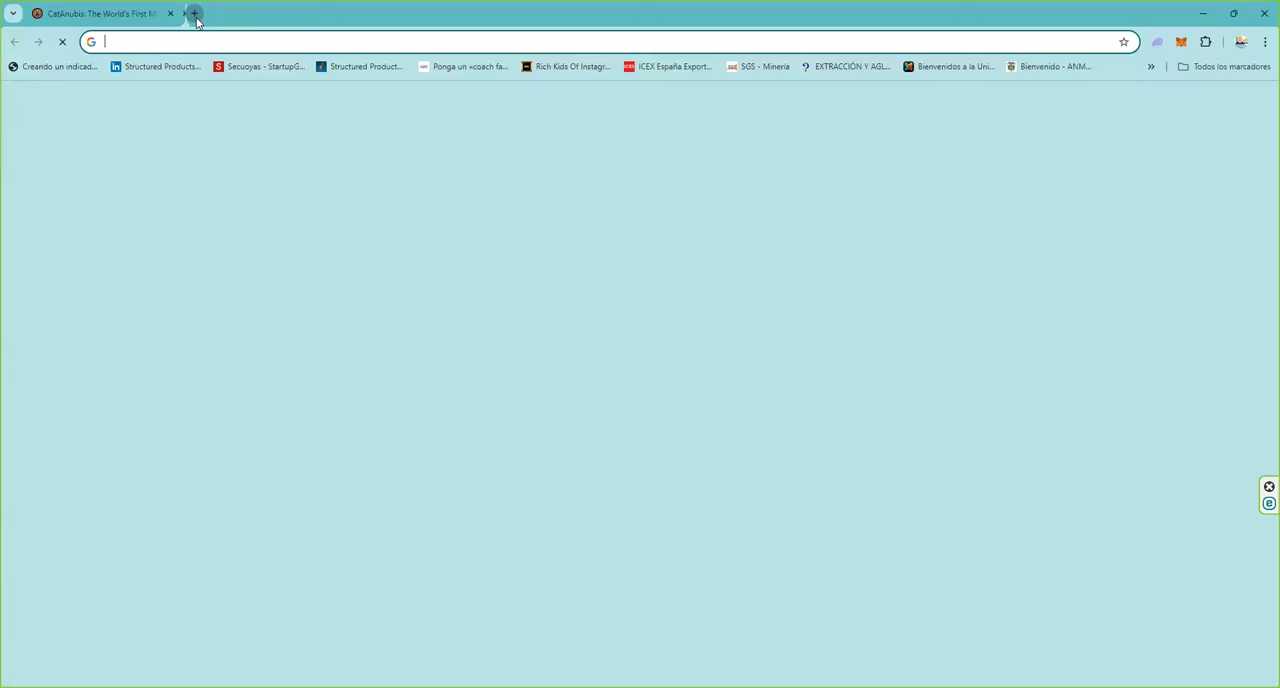 CatAnubis: The World's First M
Creando un indicad...
Structured Products...
Secuoyas - StartupG...
Structured Product...
Ponga un «coach fa...
Rich Kids Of Instagr...
ICEX España Export...
SGS - Minería
EXTRACCIÓN Y AGL...
Bienvenidos a la Uni...
Bienvenido - ANM...
»
Todos los marcadores